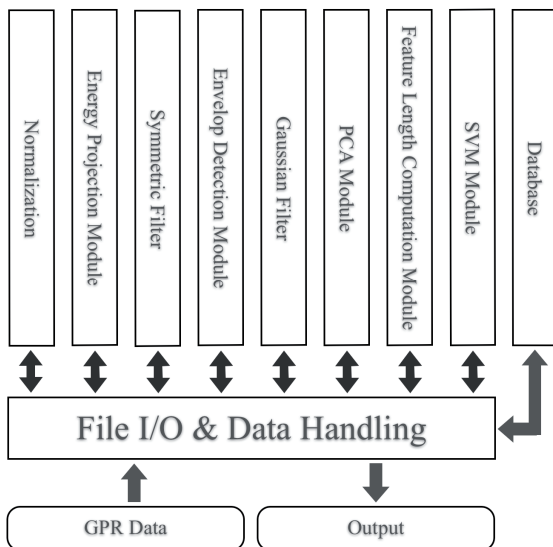 Normalization
Energy Projection Module
Symmetric Filter
Envelop Detection Module
Gaussian Filter
PCA Module
Feature Length Computation Module
SVM Module
Database
File I/O & Data Handling
GPR Data
Output